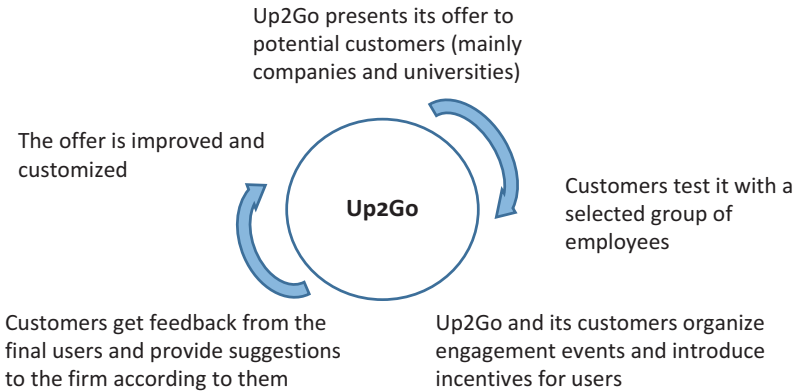 Up2Go presents its offer to
potential customers (mainly
companies and universities)
The offer is improved and
customized
Up2Go
Customers test it with a
selected group of
employees
Customers get feedback from the
final users and provide suggestions
to the firm according to them
Up2Go and its customers organize
engagement events and introduce
incentives for users